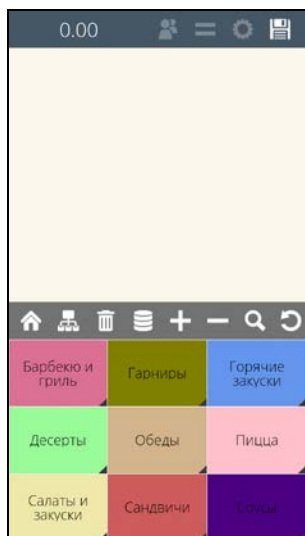 0.00
Барбекю и
гриль
Гарниры
Горячие
закуски
Десерты
Обеды
Пицца
Салаты и
закуски
Сандвичи
Соусы